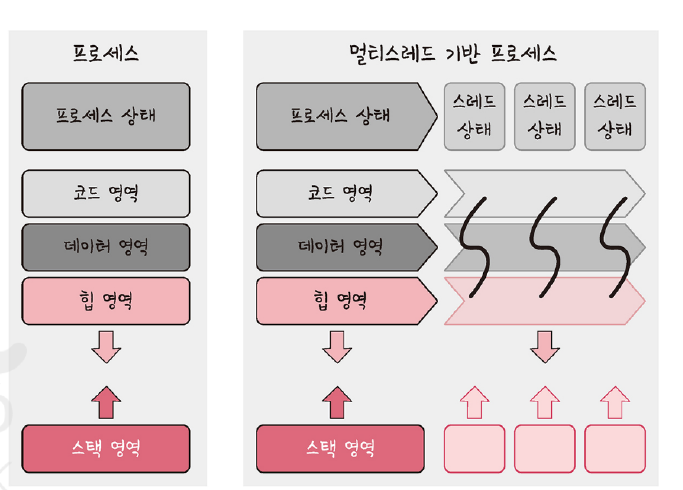 프로세스
멀티스레드 기반 프로세스
프로세스 상태
프로세스 상태
스레드
상태
스레드
상태
스레드
상태
코드 영역
코드 영역
데이터 영역
데이터 영역
힙 영역
힙 영역
스택 영역
스택 영역